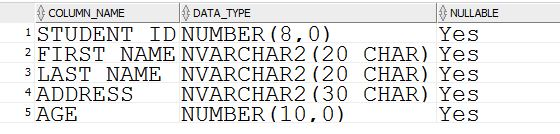 COLUMN_NAME DATA_TYPE NULLABLE
1 STUDENT ID NUMBER(8,0) Yes
2 FIRST NAME NVARCHAR2(20 CHAR) Yes
3 LAST NAME NVARCHAR2(20 CHAR) Yes
4 ADDRESS NVARCHAR2(30 CHAR) Yes
5 AGE NUMBER(10,0) Yes